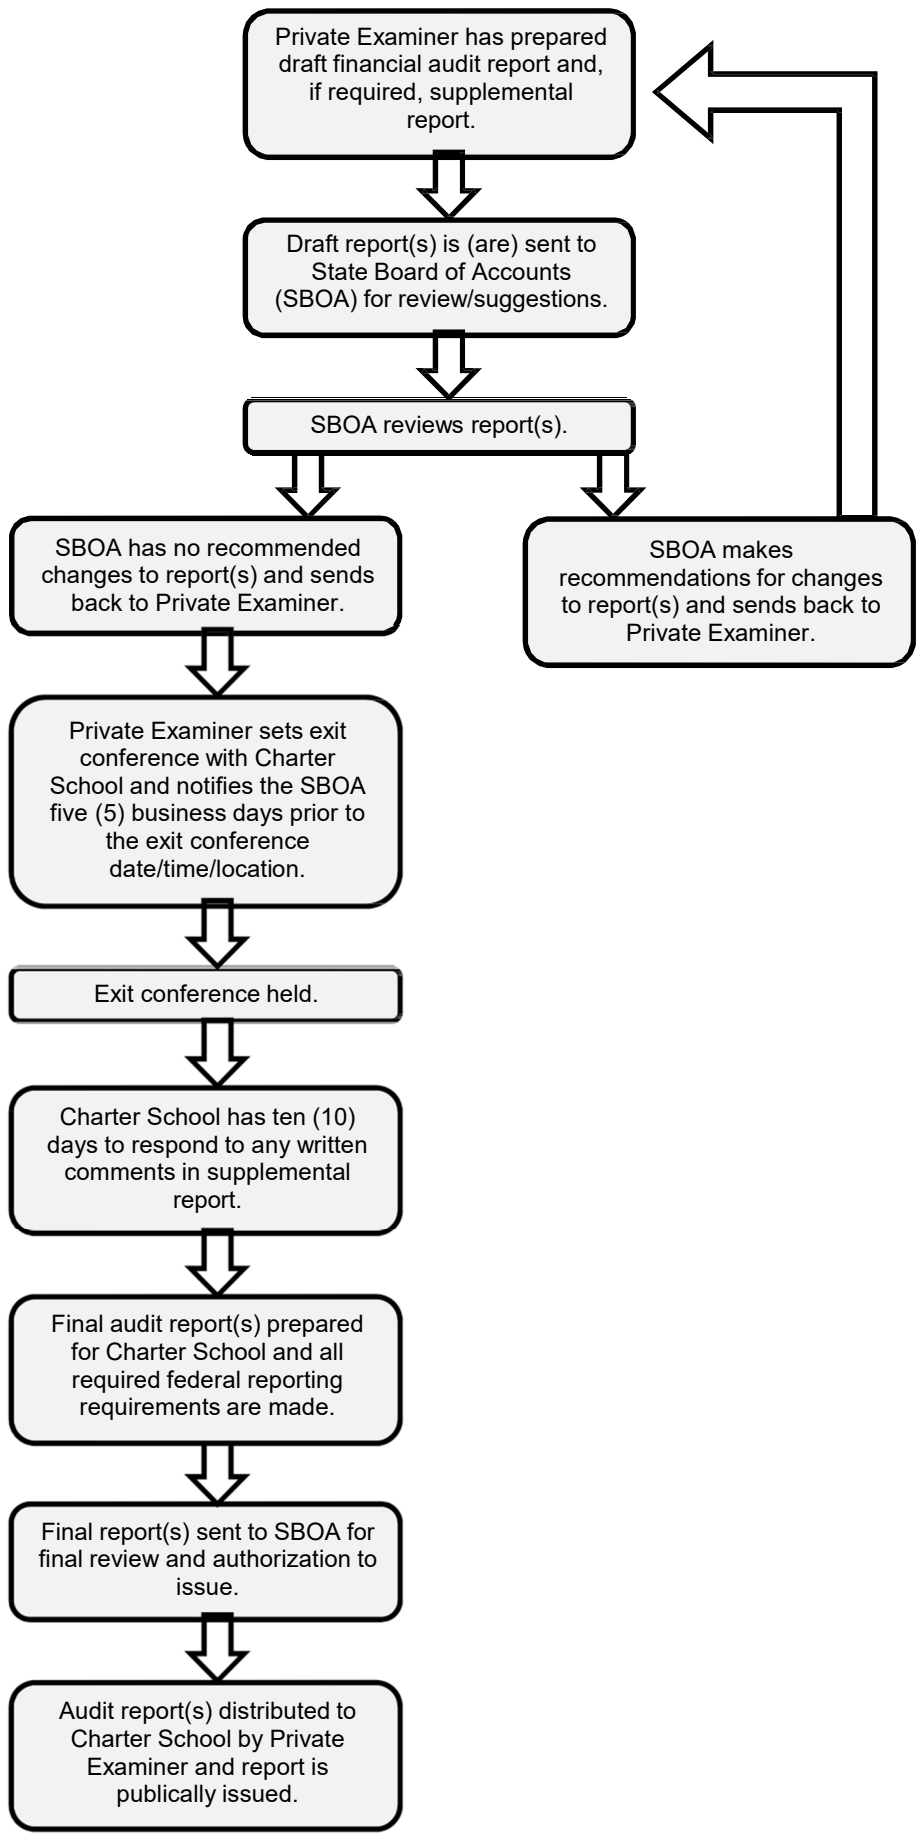 Private Examiner has prepared
draft financial audit report and,
if required, supplemental
report.
Draft report(s) is (are) sent to
State Board of Accounts
(SBOA) for review/suggestions.
SBOA reviews report(s).
SBOA has no recommended
changes to report(s) and sends
back to Private Examiner.
SBOA makes
recommendations for changes
to report(s) and sends back to
Private Examiner.
Private Examiner sets exit
conference with Charter
School and notifies the SBOA
five (5) business days prior to
the exit conference
date/time/location.
Exit conference held.
Charter School has ten (10)
days to respond to any written
comments in supplemental
report.
Final audit report(s) prepared
for Charter School and all
required federal reporting
requirements are made.
Final report(s) sent to SBOA for
final review and authorization to
issue.
Audit report(s) distributed to
Charter School by Private
Examiner and report is
publically issued.